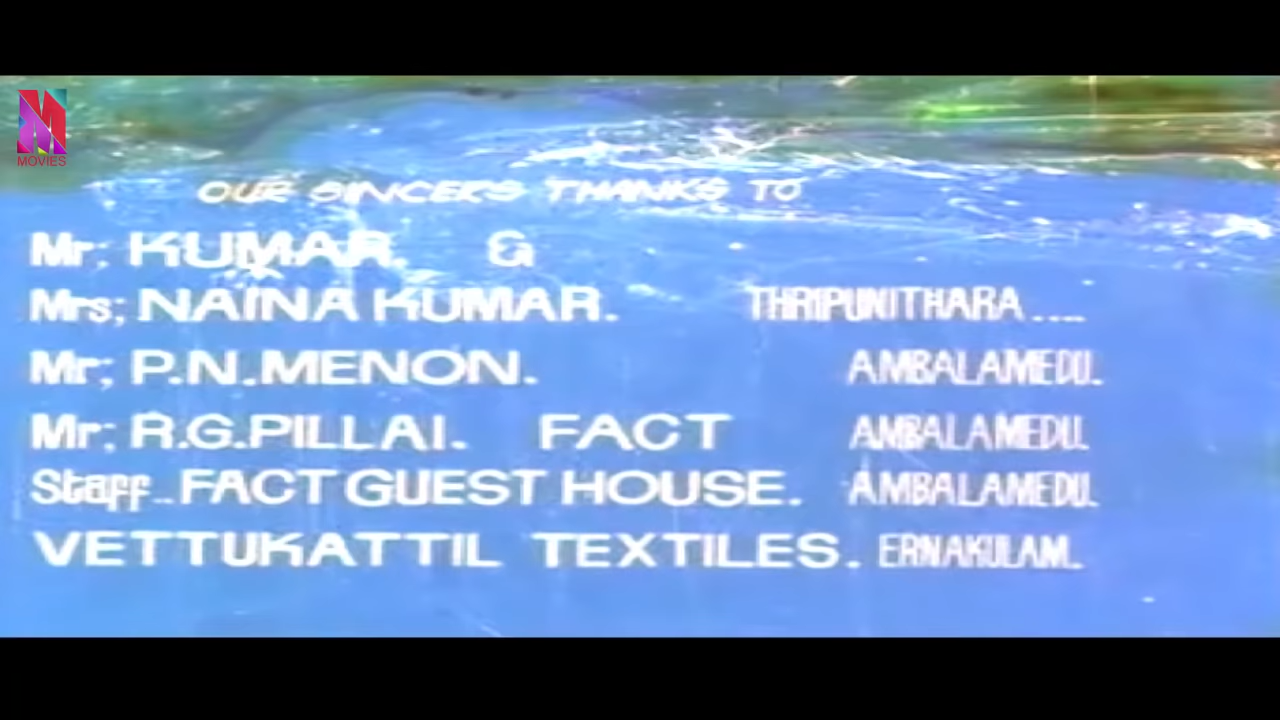 MOVIES
OUR SINCERS THANKS TO
Mr; KUMAR. &
Mrs; NAINA KUMAR. THRIPUNITHARA ....
Mr; P.N.MENON. AMBALAMEDU.
Mr; R.G.PILLAI. FACT AMBALAMEDU.
Staff.. FACT GUEST HOUSE. AMBALAMEDU.
VETTUKATTIL TEXTILES. ERNAKULAM..